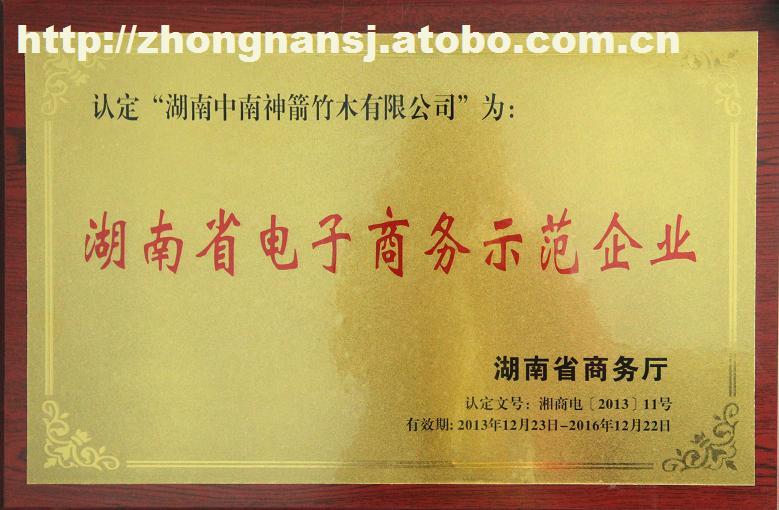 http://zhongnansj.atobo.com.cn
认定“湖南中南神箭竹木有限公司”为：
湖南省电子商务示范企业
湖南省商务厅
认定文号：湘商电〔2013〕11号
有效期：2013年12月23日-2016年12月22日